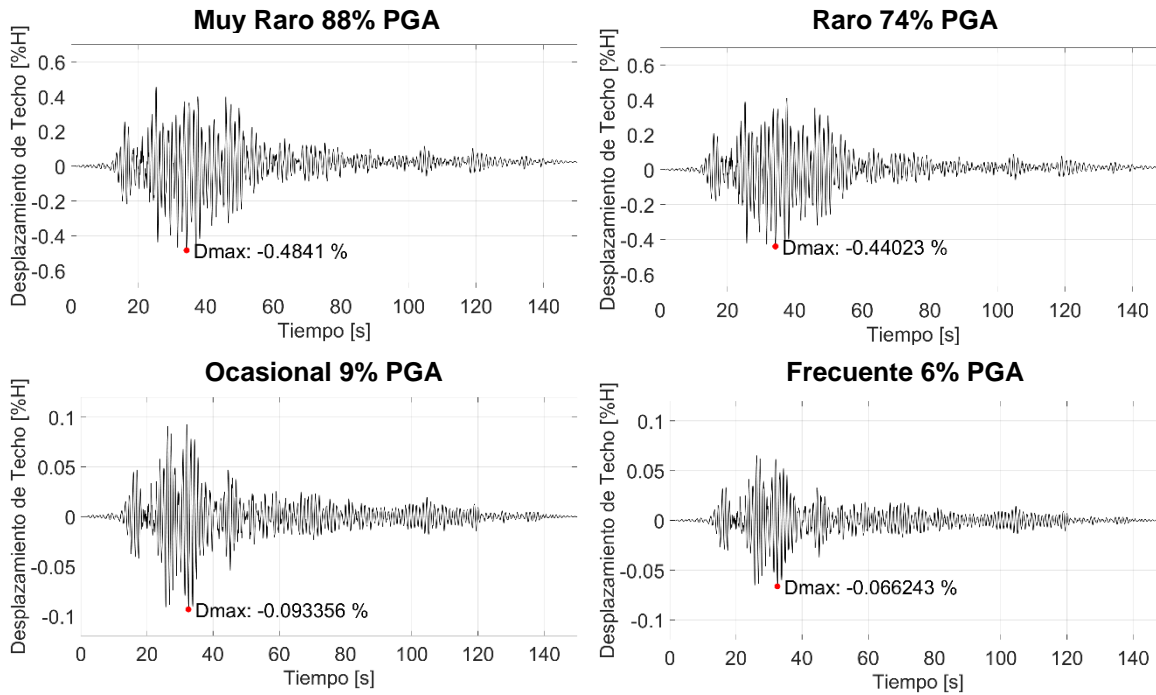 Muy Raro 88% PGA
Desplazamiento de Techo [%H]
0.6
0.4
0.2
0
-0.2
-0.4
-0.6
Dmax: -0.4841 %
0 20 40 60 80 100 120 140
Tiempo [s]
Raro 74% PGA
Desplazamiento de Techo [%H]
0.6
0.4
0.2
0
-0.2
-0.4
-0.6
Dmax: -0.44023 %
0 20 40 60 80 100 120 140
Tiempo [s]
Ocasional 9% PGA
Desplazamiento de Techo [%H]
0.1
0.05
0
-0.05
-0.1
Dmax: -0.093356 %
0 20 40 60 80 100 120 140
Tiempo [s]
Frecuente 6% PGA
Desplazamiento de Techo [%H]
0.1
0.05
0
-0.05
-0.1
Dmax: -0.066243 %
0 20 40 60 80 100 120 140
Tiempo [s]